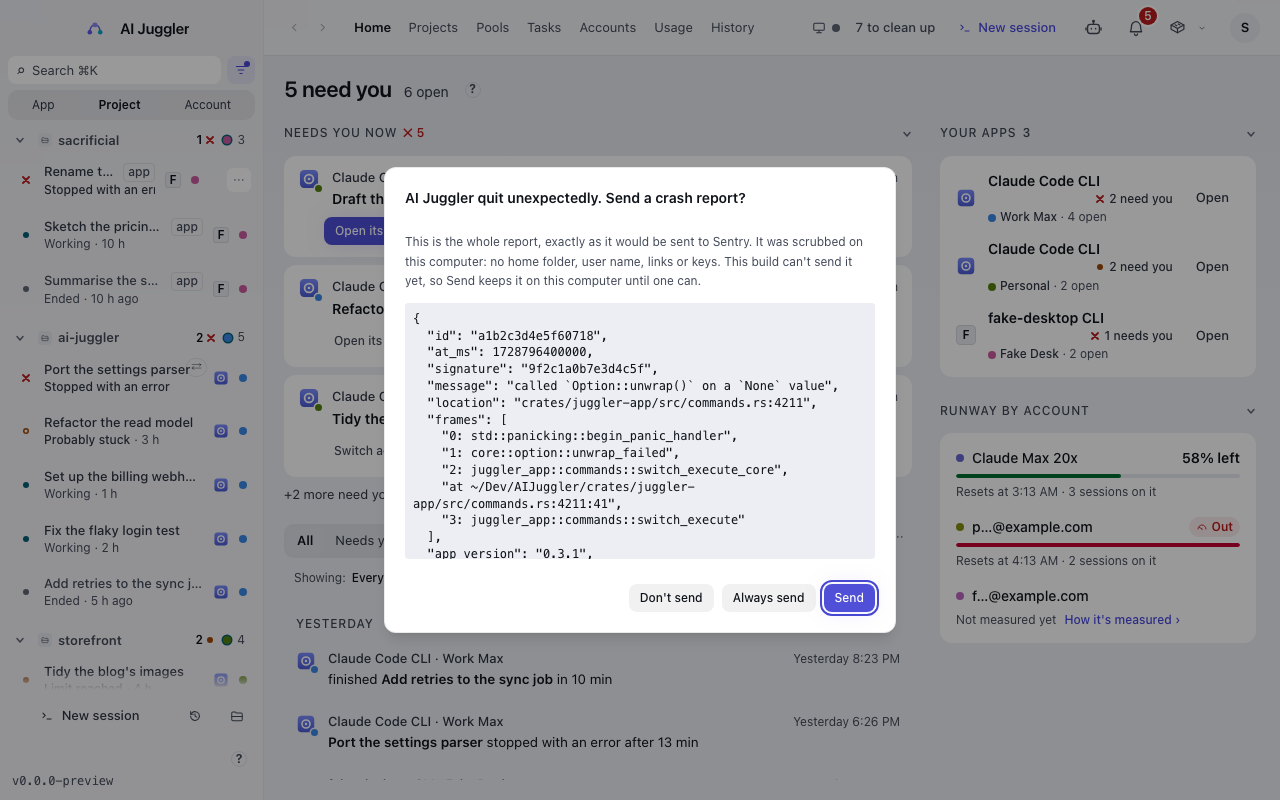 AI Juggler
Search ⌘K
App Project Account
sacrificial 1 3
Rename t... app F
Stopped with an err
Sketch the pricin... app F
Working · 10 h
Summarise the s... app F
Ended · 10 h ago
ai-juggler 2 5
Port the settings parser
Stopped with an error
Refactor the read model
Probably stuck · 3 h
Set up the billing webh...
Working · 1 h
Fix the flaky login test
Working · 2 h
Add retries to the sync j...
Ended · 5 h ago
storefront 2 4
Tidy the blog's images
New session
?
v0.0.0-preview
Home Projects Pools Tasks Accounts Usage History 7 to clean up New session 5 S
5 need you 6 open ?
NEEDS YOU NOW 5
Claude C
Draft th
Open its
Claude C
Refacto
Open its
Claude C
Tidy the
Switch a
+2 more need yo
All Needs y
Showing: Every
YESTERDAY
Claude Code CLI · Work Max Yesterday 8:23 PM
finished Add retries to the sync job in 10 min
Claude Code CLI · Work Max Yesterday 6:26 PM
Port the settings parser stopped with an error after 13 min
YOUR APPS 3
Claude Code CLI
2 need you Open
Work Max · 4 open
Claude Code CLI
2 need you Open
Personal · 2 open
F fake-desktop CLI
1 needs you Open
Fake Desk · 2 open
RUNWAY BY ACCOUNT
Claude Max 20x 58% left
Resets at 3:13 AM · 3 sessions on it
p...@example.com Out
Resets at 4:13 AM · 2 sessions on it
f...@example.com
Not measured yet How it's measured ›
AI Juggler quit unexpectedly. Send a crash report?
This is the whole report, exactly as it would be sent to Sentry. It was scrubbed on
this computer: no home folder, user name, links or keys. This build can't send it
yet, so Send keeps it on this computer until one can.
{
"id": "a1b2c3d4e5f60718",
"at_ms": 1728796400000,
"signature": "9f2c1a0b7e3d4c5f",
"message": "called `Option::unwrap()` on a `None` value",
"location": "crates/juggler-app/src/commands.rs:4211",
"frames": [
"0: std::panicking::begin_panic_handler",
"1: core::option::unwrap_failed",
"2: juggler_app::commands::switch_execute_core",
"at ~/Dev/AIJuggler/crates/juggler-
app/src/commands.rs:4211:41",
"3: juggler_app::commands::switch_execute"
],
"app_version": "0.3.1",
Don't send Always send Send